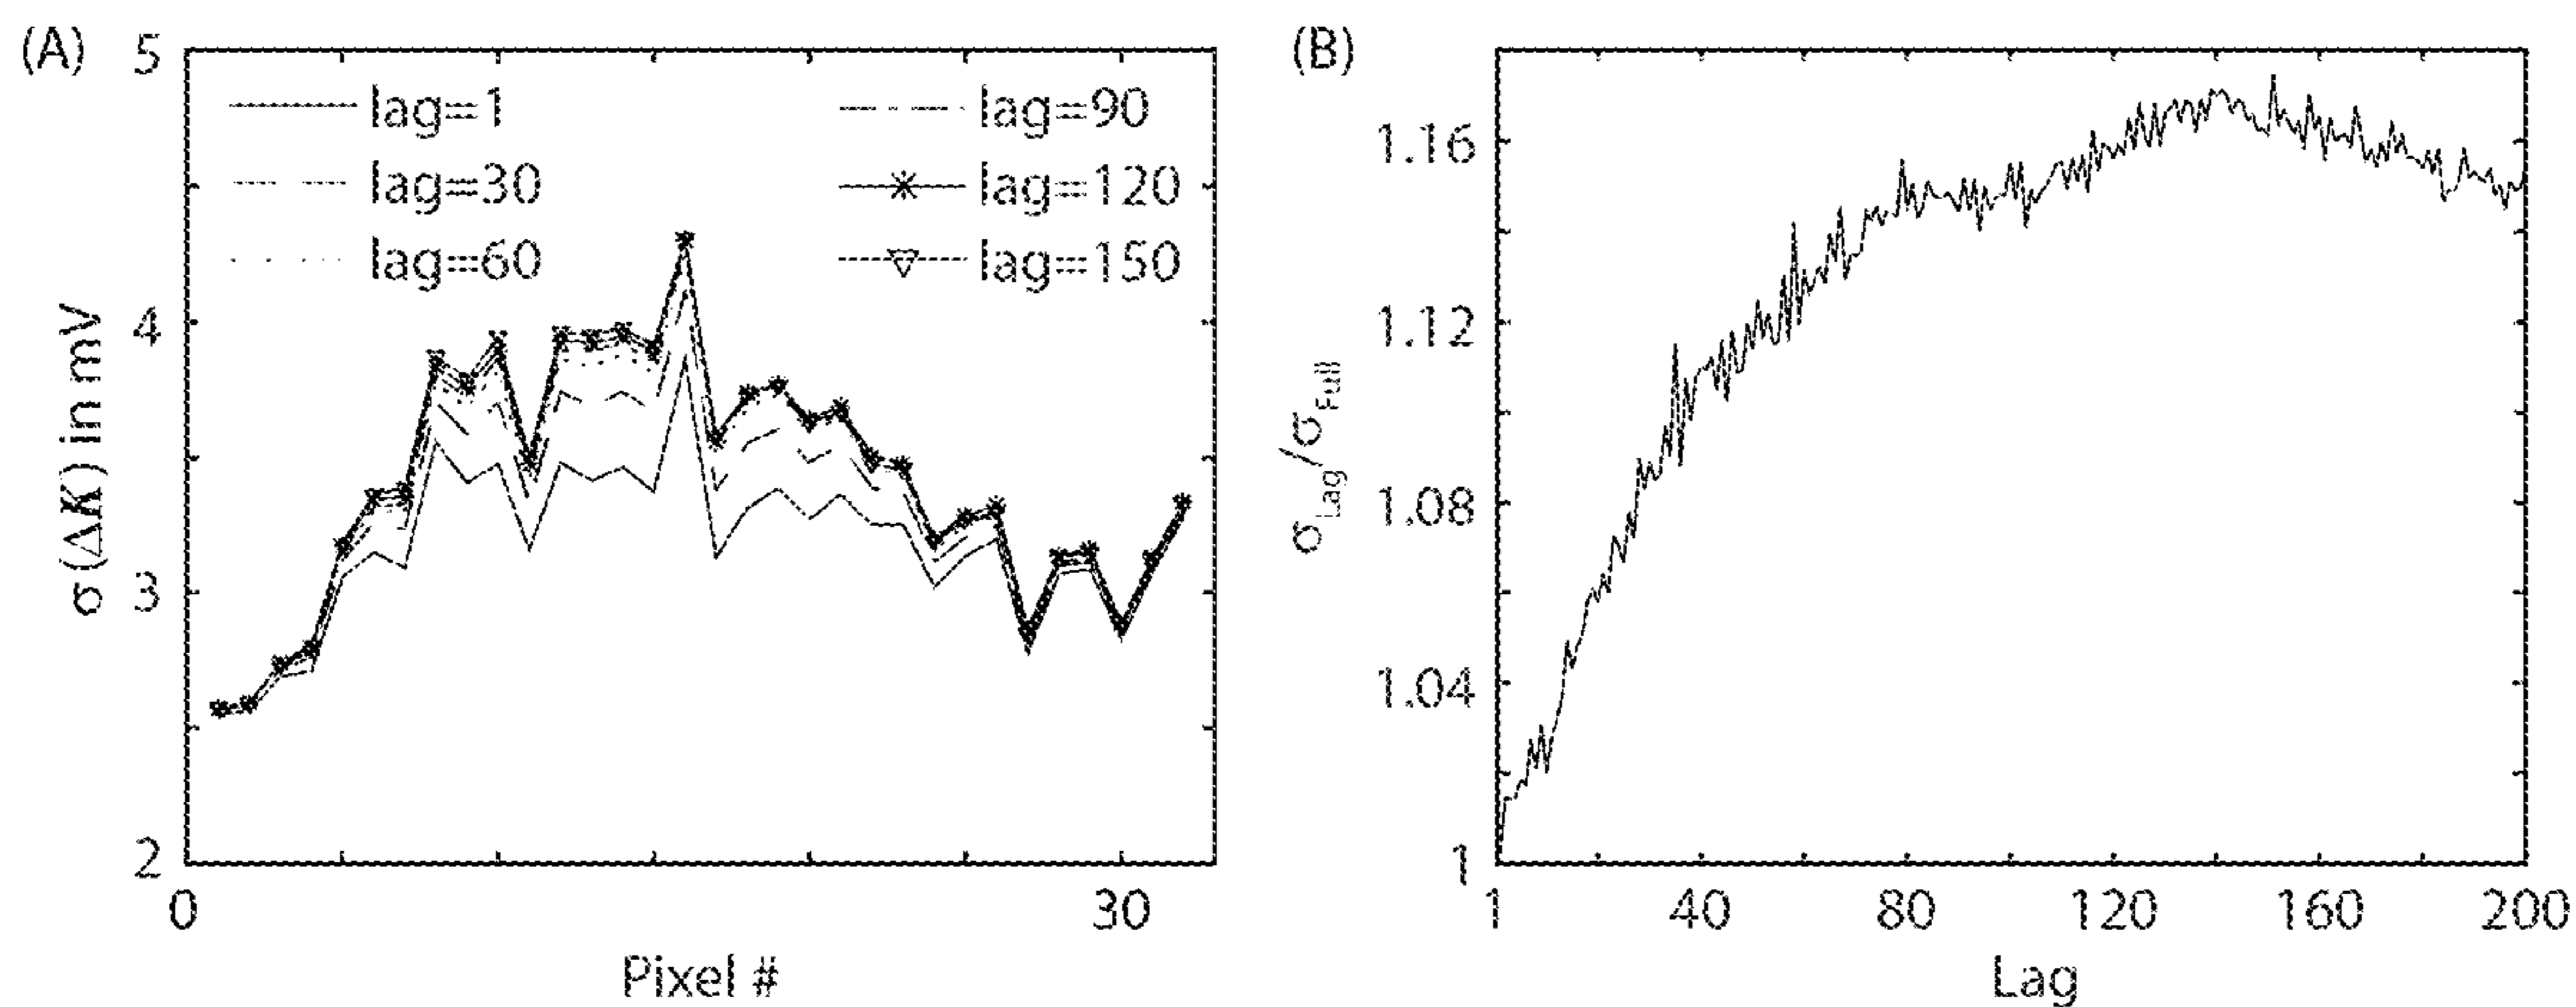 (A)
5
4
3
2
σ (ΔK) in mV
lag=1
lag=30
lag=60
lag=90
lag=120
lag=150
0
30
Pixel #
(B)
1.16
1.12
1.08
1.04
1
σLag/σFull
1
40
80
120
160
200
Lag